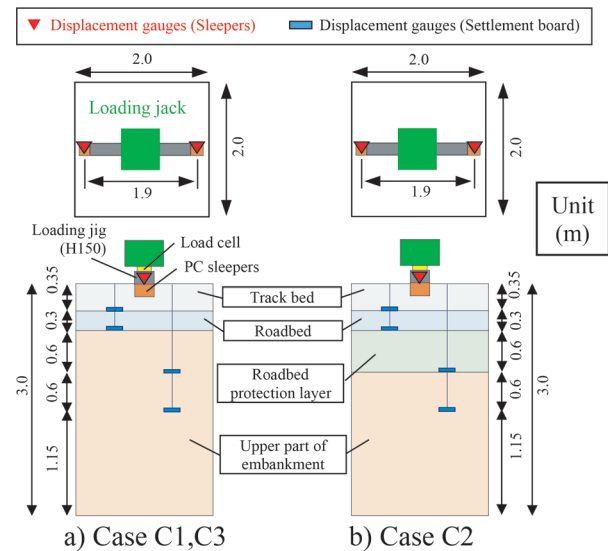 Displacement gauges (Sleepers)
Displacement gauges (Settlement board)
2.0
2.0
Loading jack
2.0
2.0
1.9
1.9
Unit
(m)
Loading jig
(H150)
Load cell
PC sleepers
0.35
0.3
0.6
0.6
1.15
3.0
Track bed
Roadbed
Roadbed
protection layer
Upper part of
embankment
0.35
0.3
0.6
0.6
1.15
3.0
a) Case C1,C3
b) Case C2